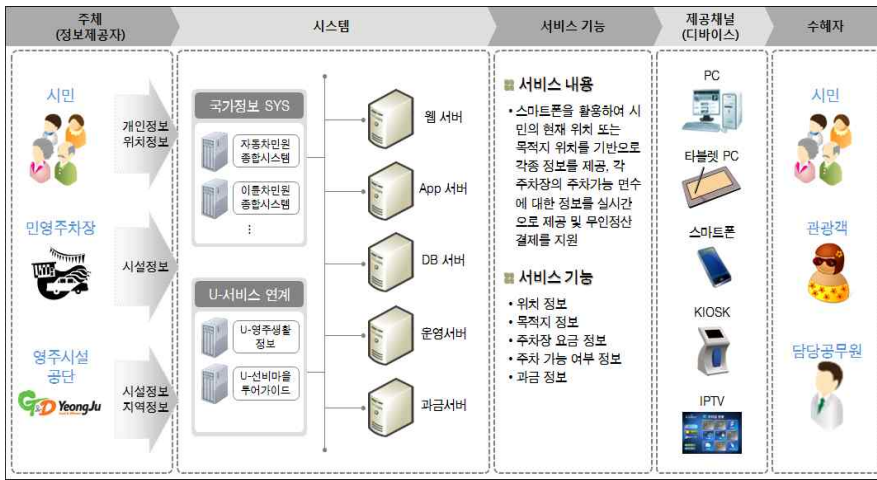 주체
(정보제공자)
시스템
서비스 기능
제공채널
(디바이스)
수혜자
시민
개인정보
위치정보
민영주차장
시설정보
영주시설
공단
YeongJu
시설정보
지역정보
국가정보 SYS
자동차민원
종합시스템
이륜차민원
종합시스템
⋮
U-서비스 연계
U-영주생활
정보
U-선비마을
투어가이드
웹 서버
App 서버
DB 서버
운영서버
과금서버
서비스 내용
• 스마트폰을 활용하여 시
민의 현재 위치 또는
목적지 위치를 기반으로
각종 정보를 제공, 각
주차장의 주차가능 면수
에 대한 정보를 실시간
으로 제공 및 무인정산
결제를 지원
서비스 기능
• 위치 정보
• 목적지 정보
• 주차장 요금 정보
• 주차 가능 여부 정보
• 과금 정보
PC
타블렛 PC
스마트폰
KIOSK
IPTV
시민
관광객
담당공무원